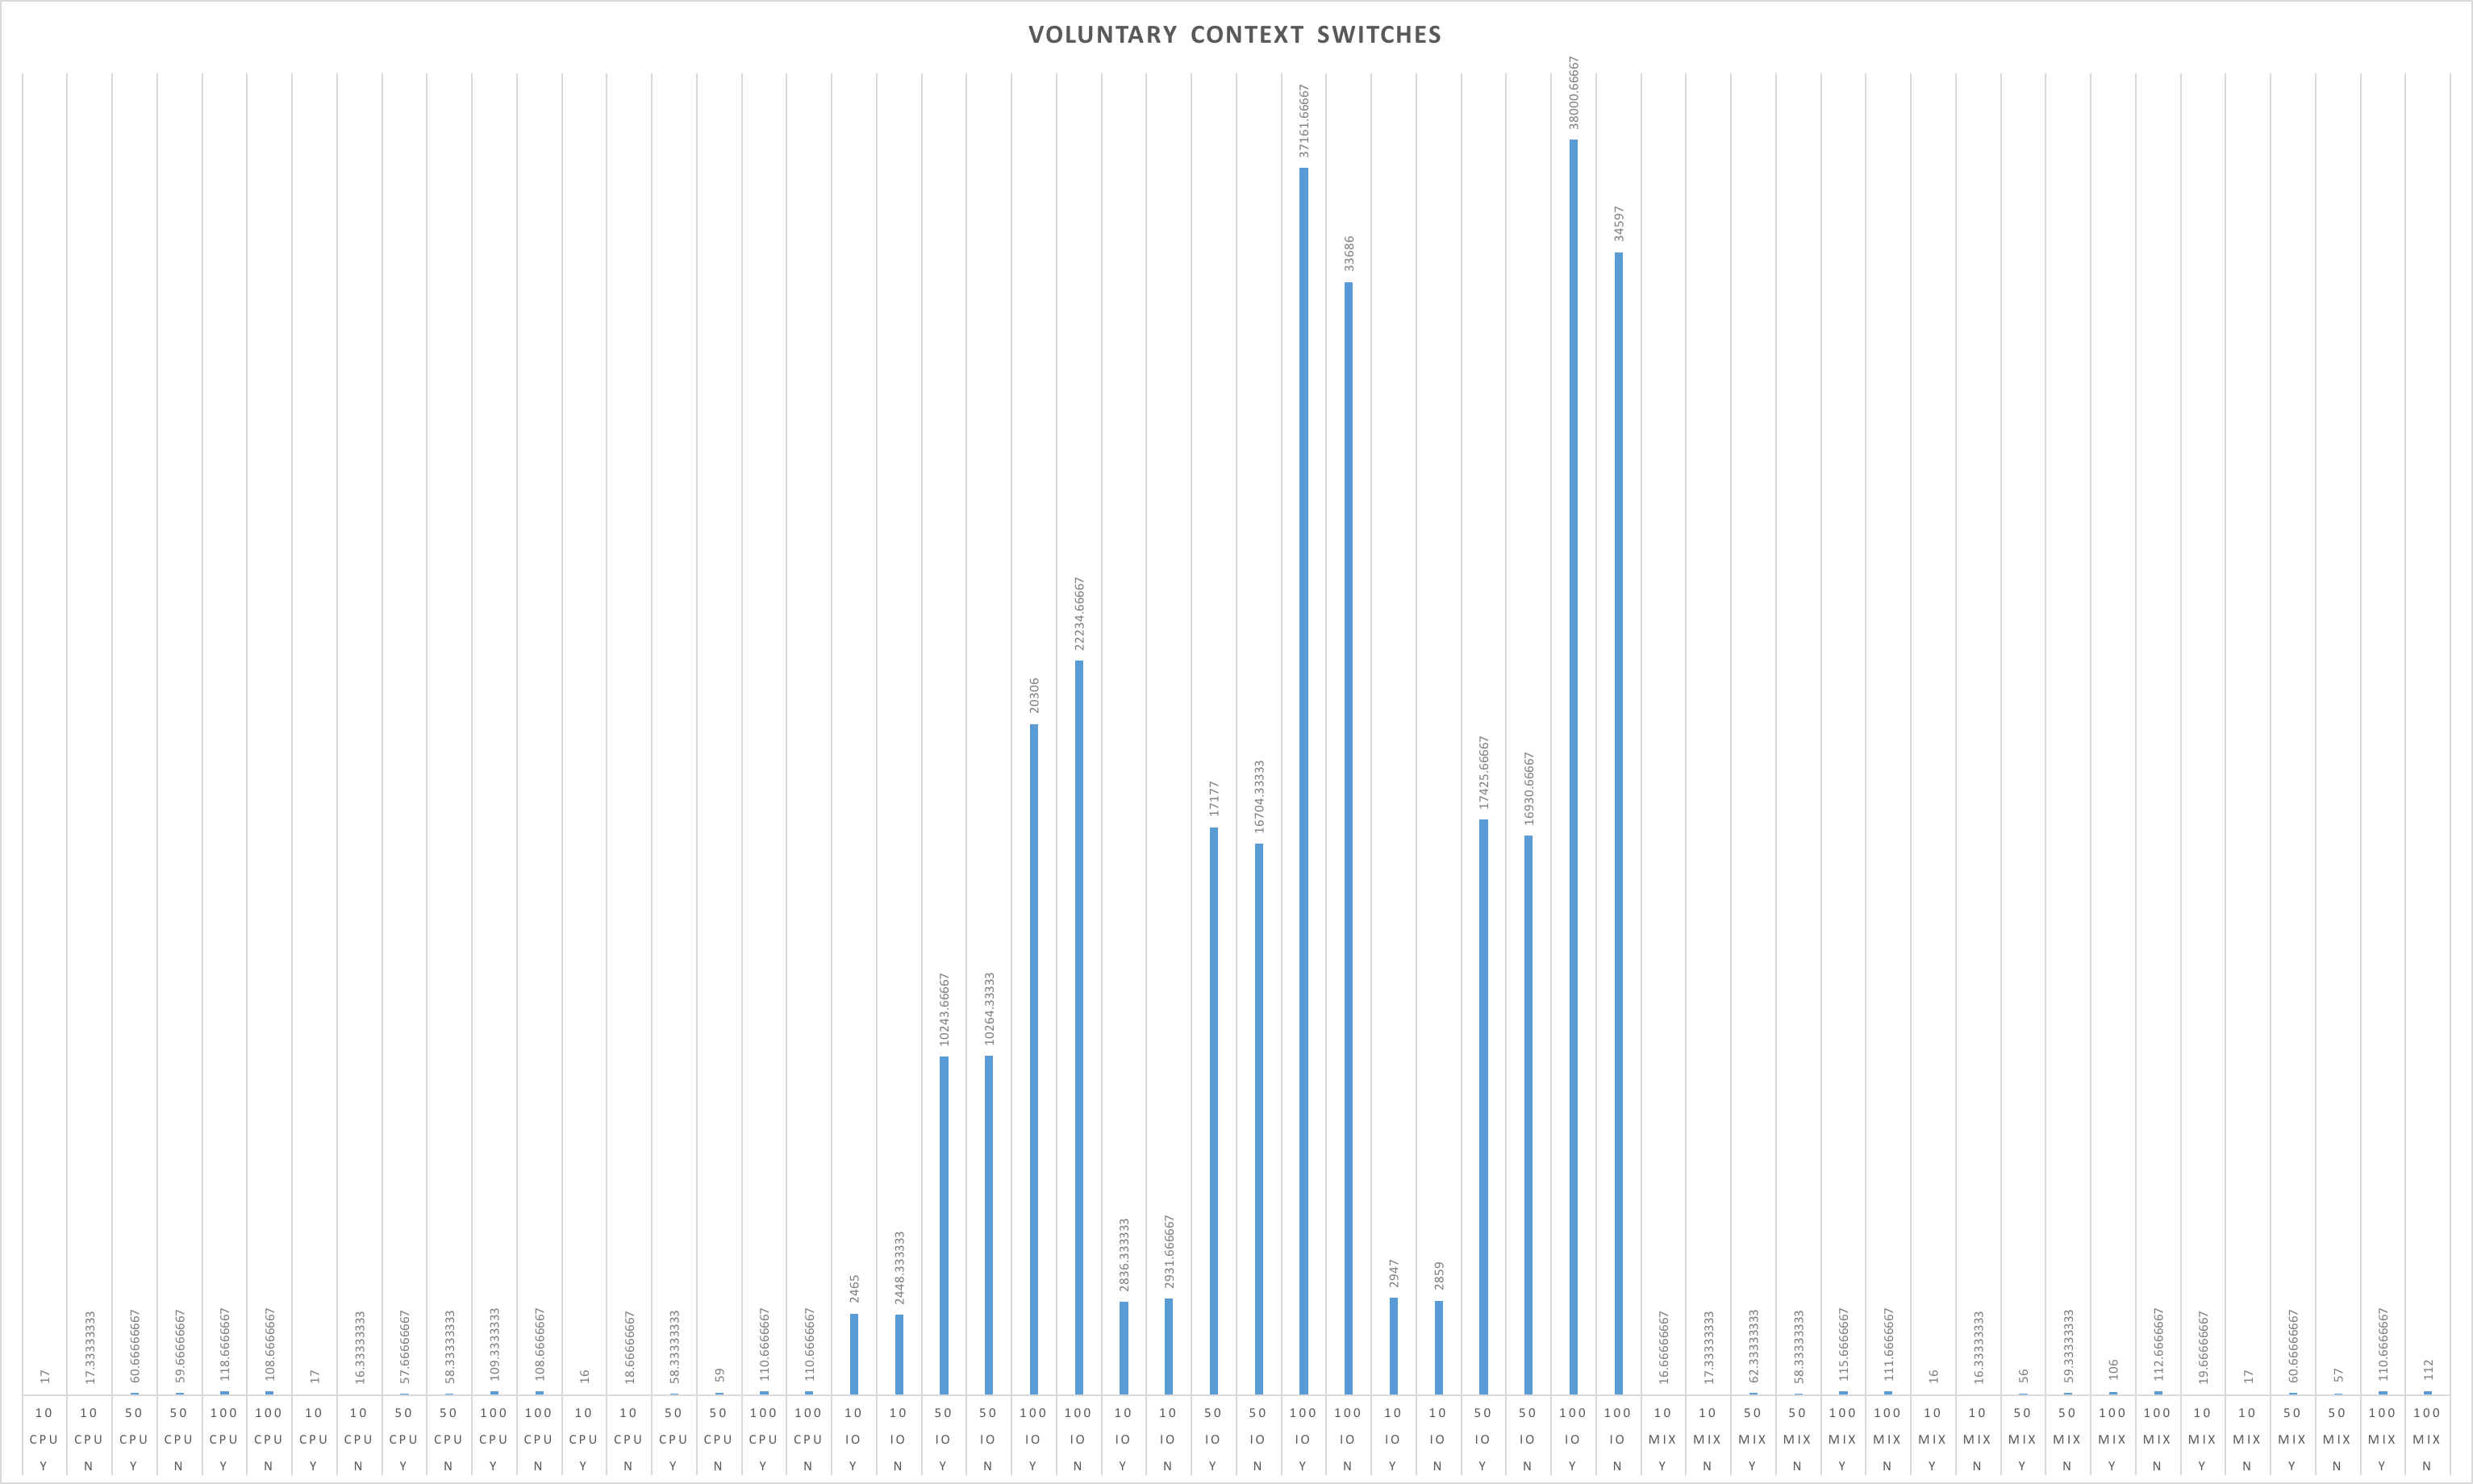 VOLUNTARY CONTEXT SWITCHES
17 17.33333333 60.66666667 59.66666667 118.6666667 108.6666667 17 16.33333333 57.66666667 58.33333333 109.3333333 108.6666667 16 18.66666667 58.33333333 59 110.6666667 110.6666667 2465 2448.333333 10243.66667 10264.33333 20306 22234.66667 2836.333333 2931.666667 17177 16704.33333 37161.66667 33686 2947 2859 17425.66667 16930.66667 38000.66667 34597 16.66666667 17.33333333 62.33333333 58.33333333 115.6666667 111.6666667 16 16.33333333 56 59.33333333 106 112.6666667 19.66666667 17 60.66666667 57 110.6666667 112
10 10 50 50 100 100 10 10 50 50 100 100 10 10 50 50 100 100 10 10 50 50 100 100 10 10 50 50 100 100 10 10 50 50 100 100 10 10 50 50 100 100 10 10 50 50 100 100 10 10 50 50 100 100
CPU CPU CPU CPU CPU CPU CPU CPU CPU CPU CPU CPU CPU CPU CPU CPU CPU CPU IO IO IO IO IO IO IO IO IO IO IO IO IO IO IO IO IO IO MIX MIX MIX MIX MIX MIX MIX MIX MIX MIX MIX MIX MIX MIX MIX MIX MIX MIX
Y N Y N Y N Y N Y N Y N Y N Y N Y N Y N Y N Y N Y N Y N Y N Y N Y N Y N Y N Y N Y N Y N Y N Y N Y N Y N Y N